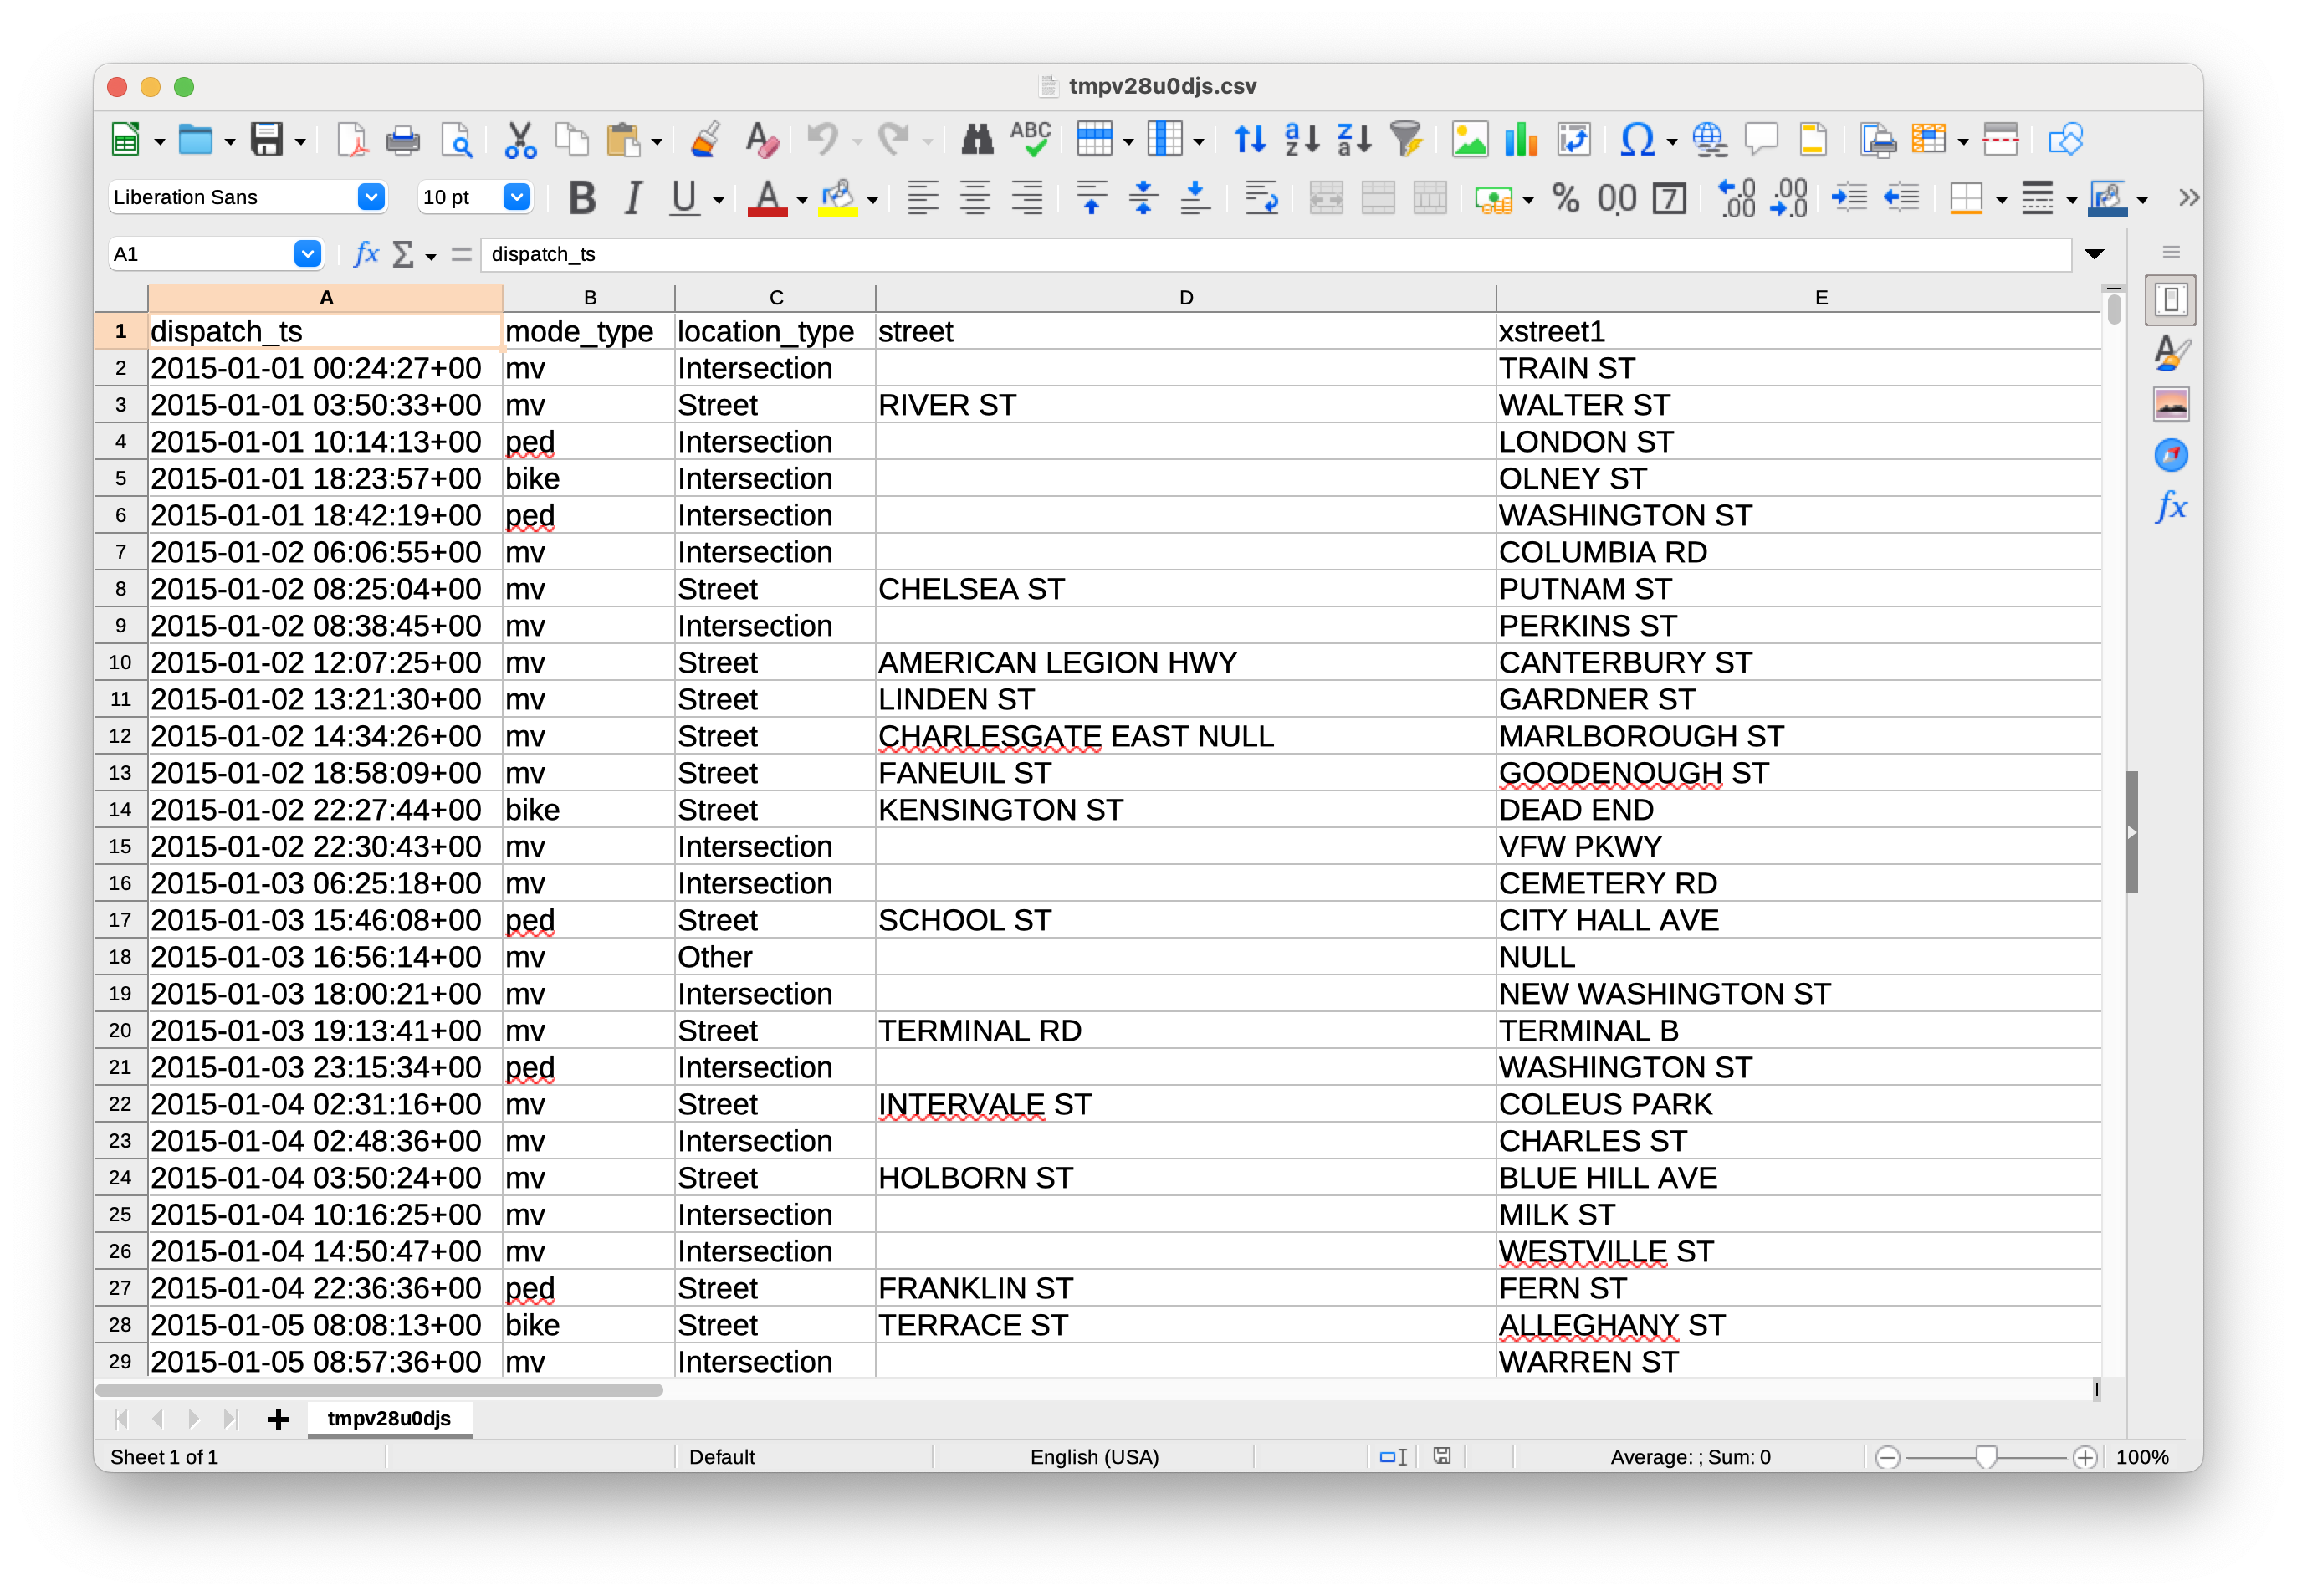 tmpv28u0djs.csv
ABC
Liberation Sans 10 pt B I U A % 0.0 7 .0 .00 .00 .0 »
A1 fx Σ = dispatch_ts
A B C D E
1 dispatch_ts mode_type location_type street xstreet1
2 2015-01-01 00:24:27+00 mv Intersection TRAIN ST
3 2015-01-01 03:50:33+00 mv Street RIVER ST WALTER ST
4 2015-01-01 10:14:13+00 ped Intersection LONDON ST
5 2015-01-01 18:23:57+00 bike Intersection OLNEY ST
6 2015-01-01 18:42:19+00 ped Intersection WASHINGTON ST
7 2015-01-02 06:06:55+00 mv Intersection COLUMBIA RD
8 2015-01-02 08:25:04+00 mv Street CHELSEA ST PUTNAM ST
9 2015-01-02 08:38:45+00 mv Intersection PERKINS ST
10 2015-01-02 12:07:25+00 mv Street AMERICAN LEGION HWY CANTERBURY ST
11 2015-01-02 13:21:30+00 mv Street LINDEN ST GARDNER ST
12 2015-01-02 14:34:26+00 mv Street CHARLESGATE EAST NULL MARLBOROUGH ST
13 2015-01-02 18:58:09+00 mv Street FANEUIL ST GOODENOUGH ST
14 2015-01-02 22:27:44+00 bike Street KENSINGTON ST DEAD END
15 2015-01-02 22:30:43+00 mv Intersection VFW PKWY
16 2015-01-03 06:25:18+00 mv Intersection CEMETERY RD
17 2015-01-03 15:46:08+00 ped Street SCHOOL ST CITY HALL AVE
18 2015-01-03 16:56:14+00 mv Other NULL
19 2015-01-03 18:00:21+00 mv Intersection NEW WASHINGTON ST
20 2015-01-03 19:13:41+00 mv Street TERMINAL RD TERMINAL B
21 2015-01-03 23:15:34+00 ped Intersection WASHINGTON ST
22 2015-01-04 02:31:16+00 mv Street INTERVALE ST COLEUS PARK
23 2015-01-04 02:48:36+00 mv Intersection CHARLES ST
24 2015-01-04 03:50:24+00 mv Street HOLBORN ST BLUE HILL AVE
25 2015-01-04 10:16:25+00 mv Intersection MILK ST
26 2015-01-04 14:50:47+00 mv Intersection WESTVILLE ST
27 2015-01-04 22:36:36+00 ped Street FRANKLIN ST FERN ST
28 2015-01-05 08:08:13+00 bike Street TERRACE ST ALLEGHANY ST
29 2015-01-05 08:57:36+00 mv Intersection WARREN ST
tmpv28u0djs
Sheet 1 of 1 Default English (USA) Average: ; Sum: 0 100%